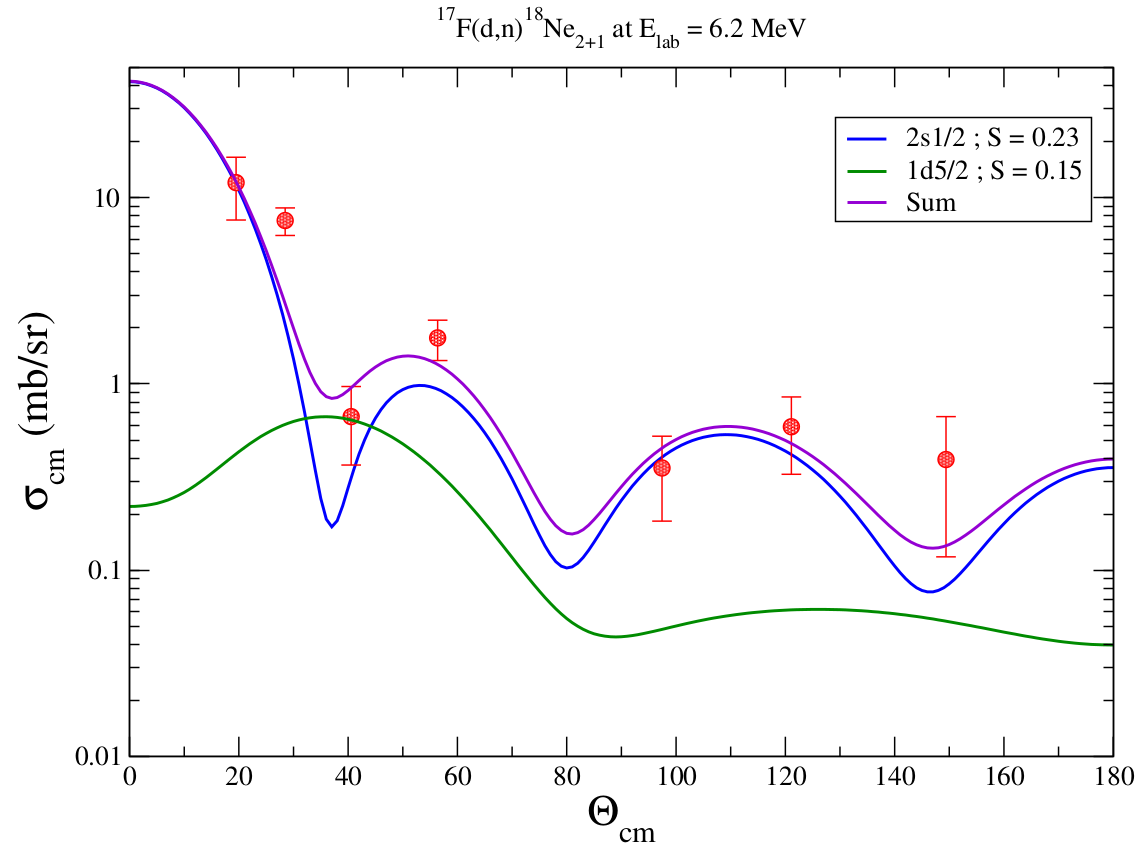 17F(d,n)18Ne2+1 at Elab = 6.2 MeV
2s1/2 ; S = 0.23
1d5/2 ; S = 0.15
Sum
σcm (mb/sr)
10
1
0.1
0.01
0 20 40 60 80 100 120 140 160 180
Θcm